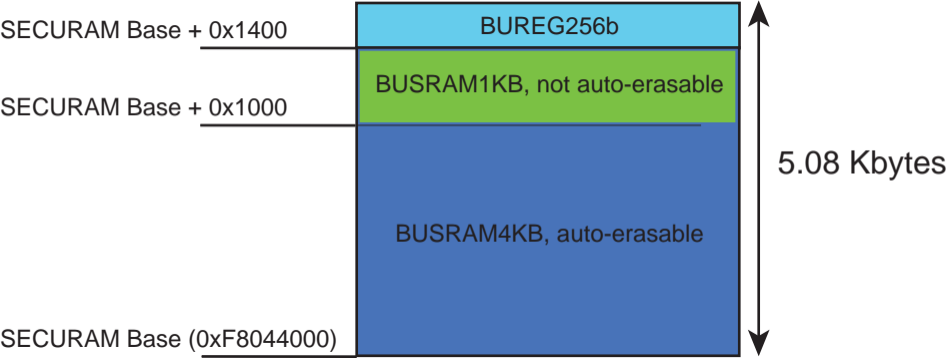 SECURAM Base + 0x1400
BUREG256b
BUSRAM1KB, not auto-erasable
SECURAM Base + 0x1000
5.08 Kbytes
BUSRAM4KB, auto-erasable
SECURAM Base (0xF8044000)